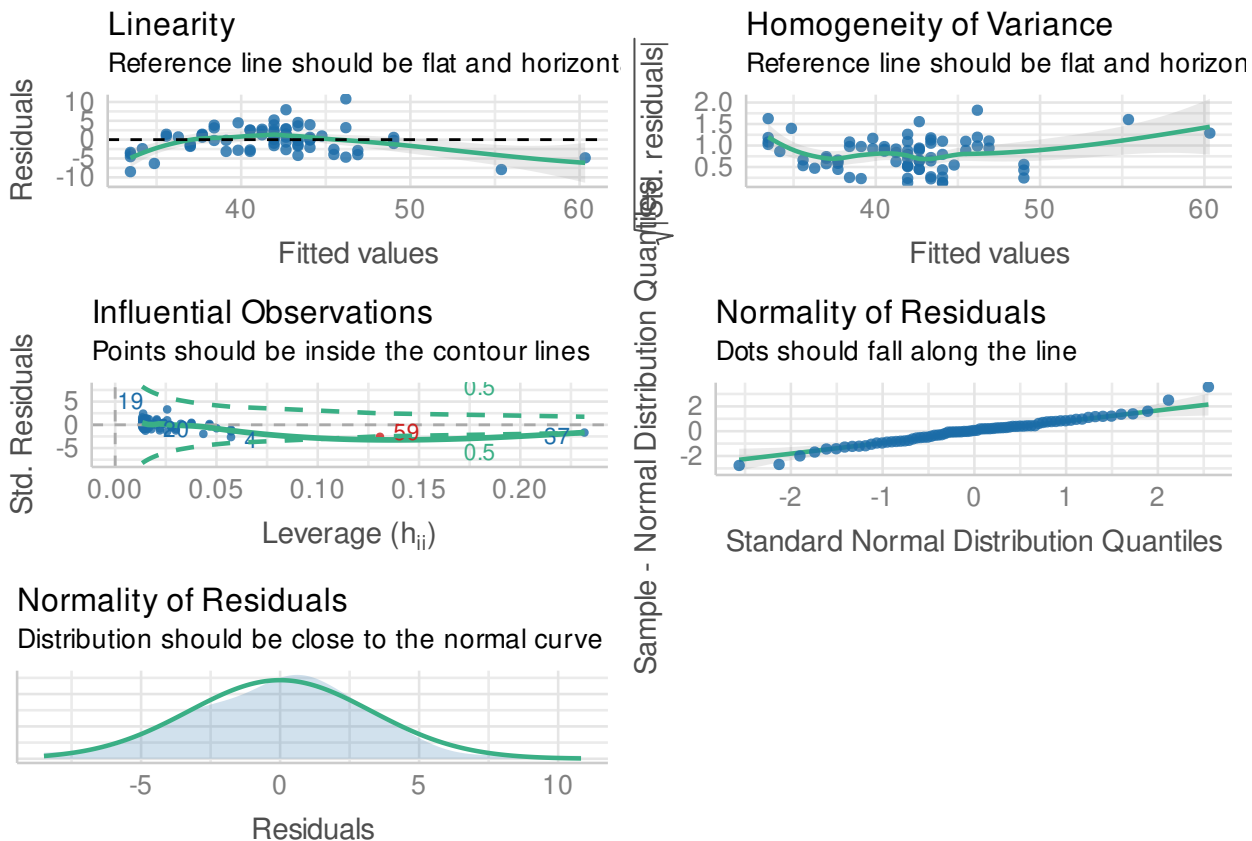 Linearity
Reference line should be flat and horizont
Residuals
10
5
0
-5
-10
40
50
60
Fitted values
Homogeneity of Variance
Reference line should be flat and horizon
√|Std. residuals|
2.0
1.5
1.0
0.5
40
50
60
Fitted values
Influential Observations
Points should be inside the contour lines
Std. Residuals
5
0
-5
19
20
4
59
37
0.5
0.5
0.00
0.05
0.10
0.15
0.20
Leverage (hii)
Normality of Residuals
Dots should fall along the line
Sample - Normal Distribution Quantiles
2
0
-2
-2
-1
0
1
2
Standard Normal Distribution Quantiles
Normality of Residuals
Distribution should be close to the normal curve
-5
0
5
10
Residuals